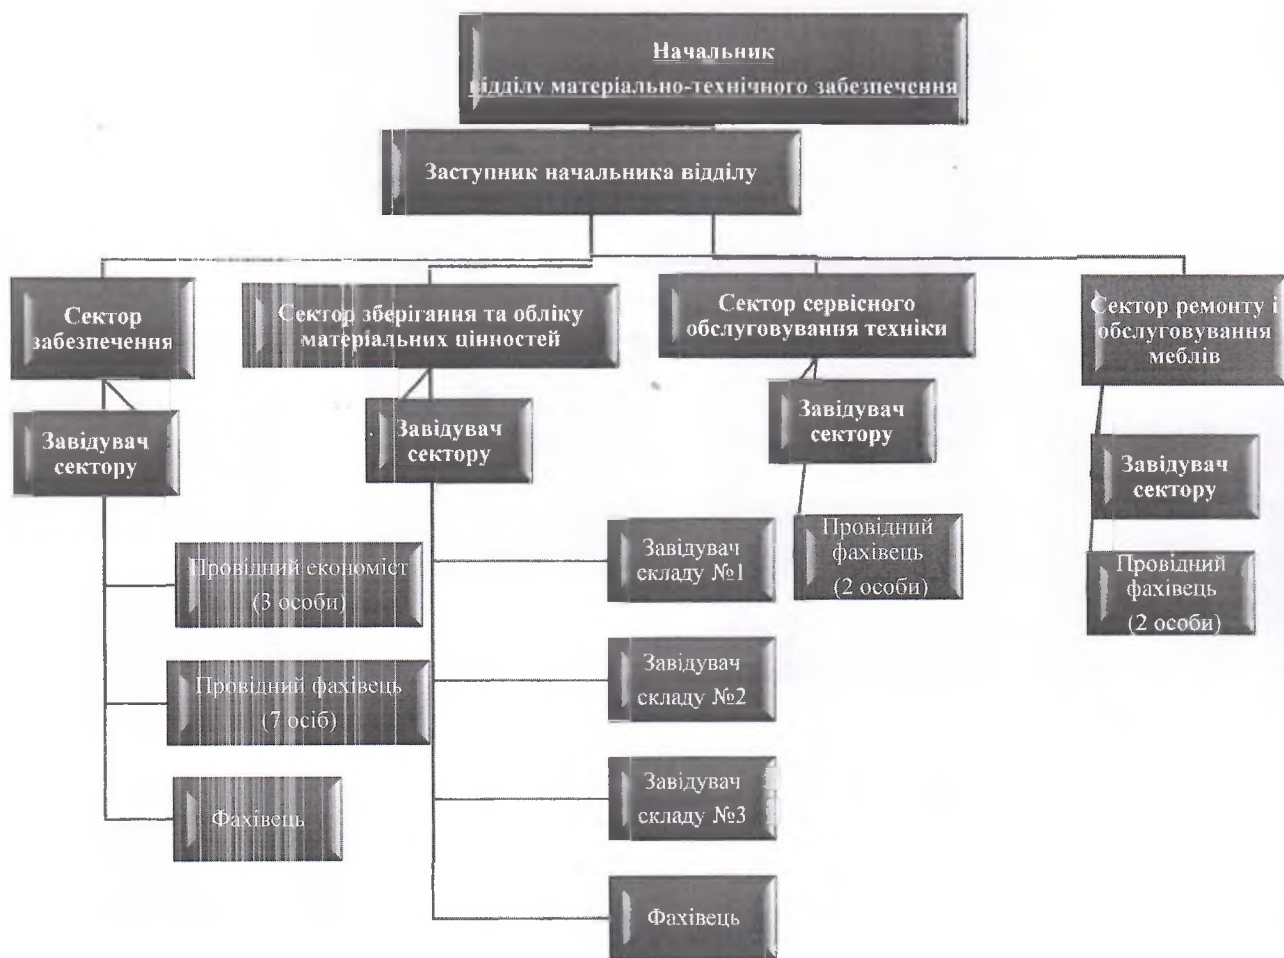 Начальник
відділу матеріально-технічного забезпечення
Заступник начальника відділу
Сектор
забезпечення
Сектор зберігання та обліку
матеріальних цінностей
Сектор сервісного
обслуговування техніки
Сектор ремонту і
обслуговування
меблів
Завідувач
сектору
Завідувач
сектору
Завідувач
сектору
Завідувач
сектору
Провідний економіст
(3 особи)
Провідний фахівець
(7 осіб)
Фахівець
Завідувач
складу №1
Завідувач
складу №2
Завідувач
складу №3
Фахівець
Провідний
фахівець
(2 особи)
Провідний
фахівець
(2 особи)